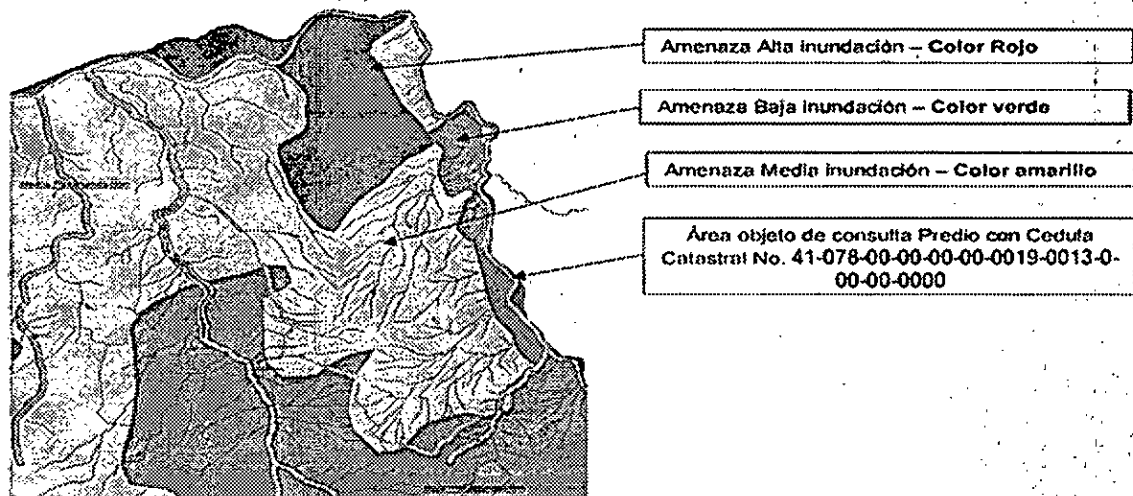 Amenaza Alta inundación – Color Rojo
Amenaza Baja inundación – Color verde
Amenaza Media inundación – Color amarillo
Área objeto de consulta Predio con Cedula
Catastral No. 41-078-00-00-00-00-0019-0013-0-
00-00-0000